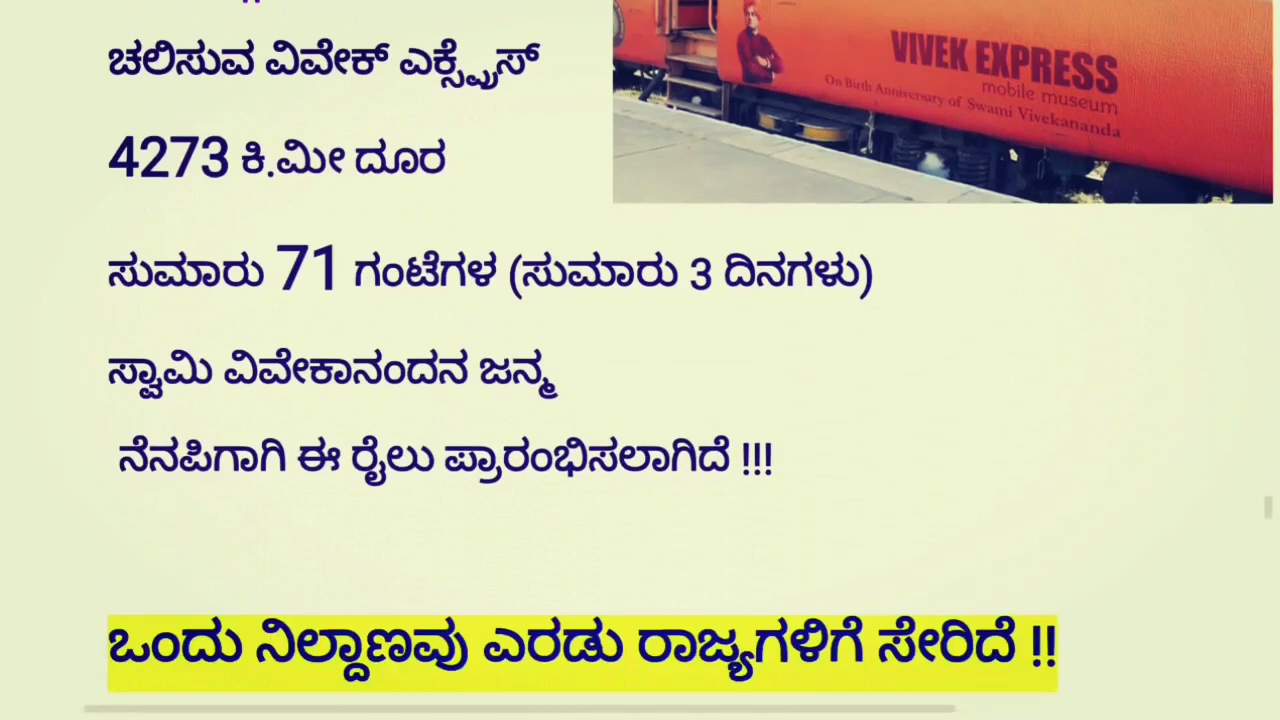 ಚಲಿಸುವ ವಿವೇಕ್ ಎಕ್ಸ್ಪ್ರೆಸ್
VIVEK EXPRESS
mobile museum
On Birth Anniversary of Swami Vivekananda
4273 ಕಿ.ಮೀ ದೂರ
ಸುಮಾರು 71 ಗಂಟೆಗಳ (ಸುಮಾರು 3 ದಿನಗಳು)
ಸ್ವಾಮಿ ವಿವೇಕಾನಂದನ ಜನ್ಮ
ನೆನಪಿಗಾಗಿ ಈ ರೈಲು ಪ್ರಾರಂಭಿಸಲಾಗಿದೆ !!!
ಒಂದು ನಿಲ್ದಾಣವು ಎರಡು ರಾಜ್ಯಗಳಿಗೆ ಸೇರಿದೆ !!